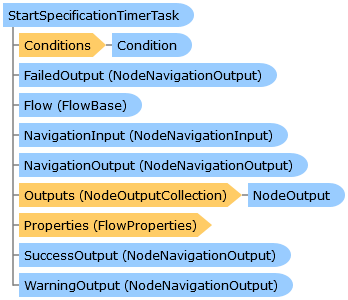 StartSpecificationTimerTask
Conditions Condition
FailedOutput (NodeNavigationOutput)
Flow (FlowBase)
NavigationInput (NodeNavigationInput)
NavigationOutput (NodeNavigationOutput)
Outputs (NodeOutputCollection) NodeOutput
Properties (FlowProperties)
SuccessOutput (NodeNavigationOutput)
WarningOutput (NodeNavigationOutput)